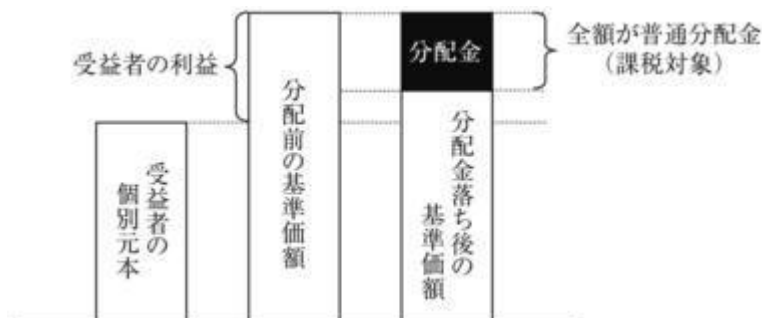 受益者の利益
分配金
全額が普通分配金
(課税対象)
受益者の
個別元本
分配前の基準価額
分配金落ち後の
基準価額